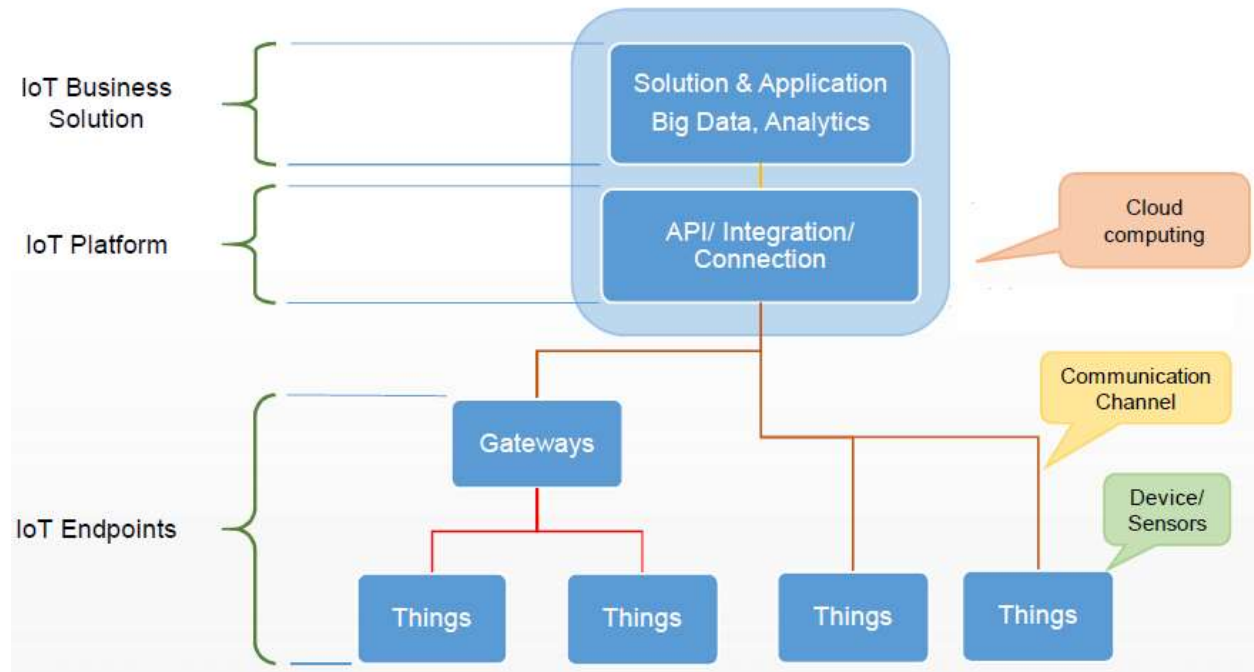 IoT Business
Solution
Solution & Application
Big Data, Analytics
IoT Platform
API/ Integration/
Connection
Cloud
computing
Communication
Channel
Gateways
IoT Endpoints
Device/
Sensors
Things
Things
Things
Things